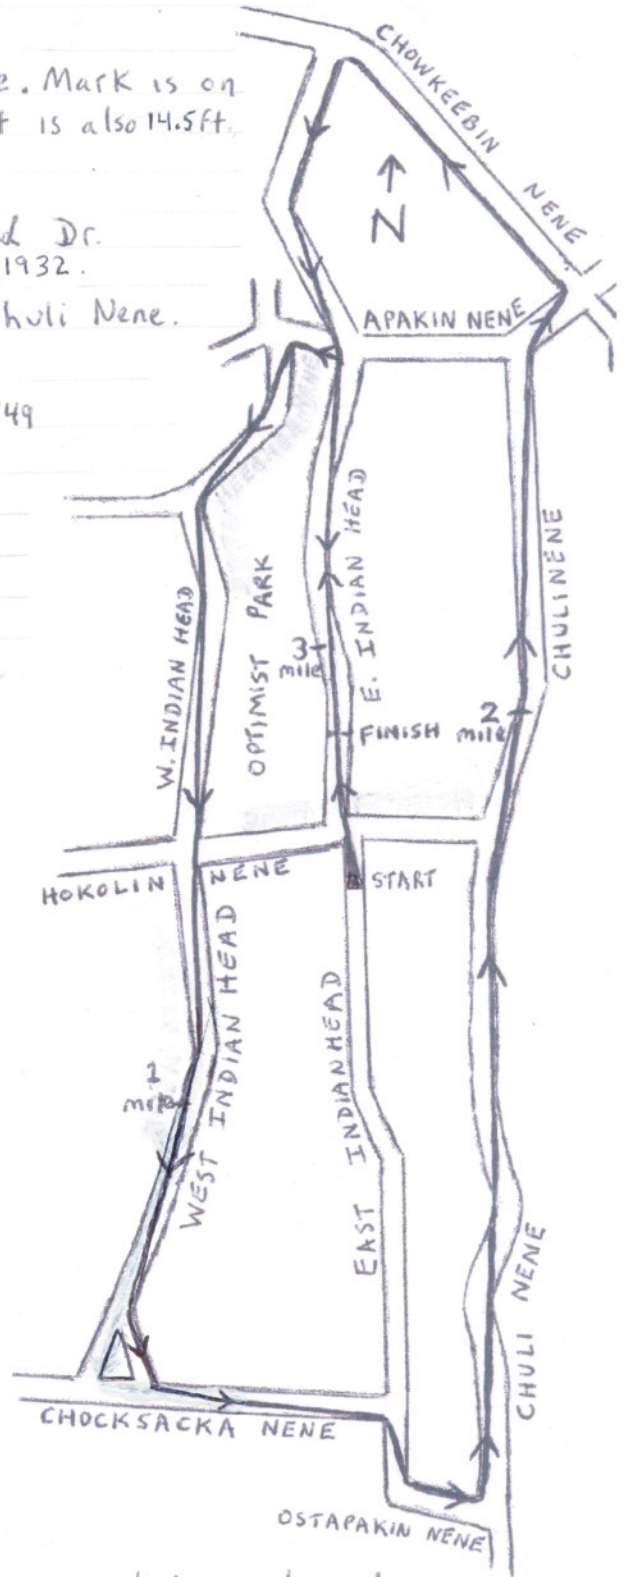 e. Mark is on
t is also 14.5ft.
d Dr.
1932.
huli Nene.
49
CHOWKEEBIN NENE
N
APAKIN NENE
E. INDIAN HEAD
CHULINENE
OPTIMIST PARK
W. INDIAN HEAD
3
mile
FINISH
2
mile
HOKOLIN NENE
START
WEST INDIAN HEAD
EAST INDIANHEAD
1
mile
CHULI NENE
CHOCKSACKA NENE
OSTAPAKIN NENE